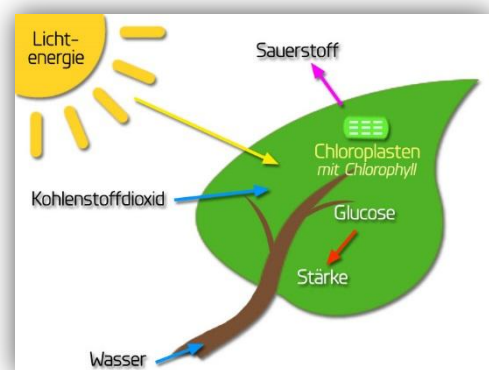 Licht-
energie
Sauerstoff
Chloroplasten
mit Chlorophyll
Kohlenstoffdioxid
Glucose
Stärke
Wasser